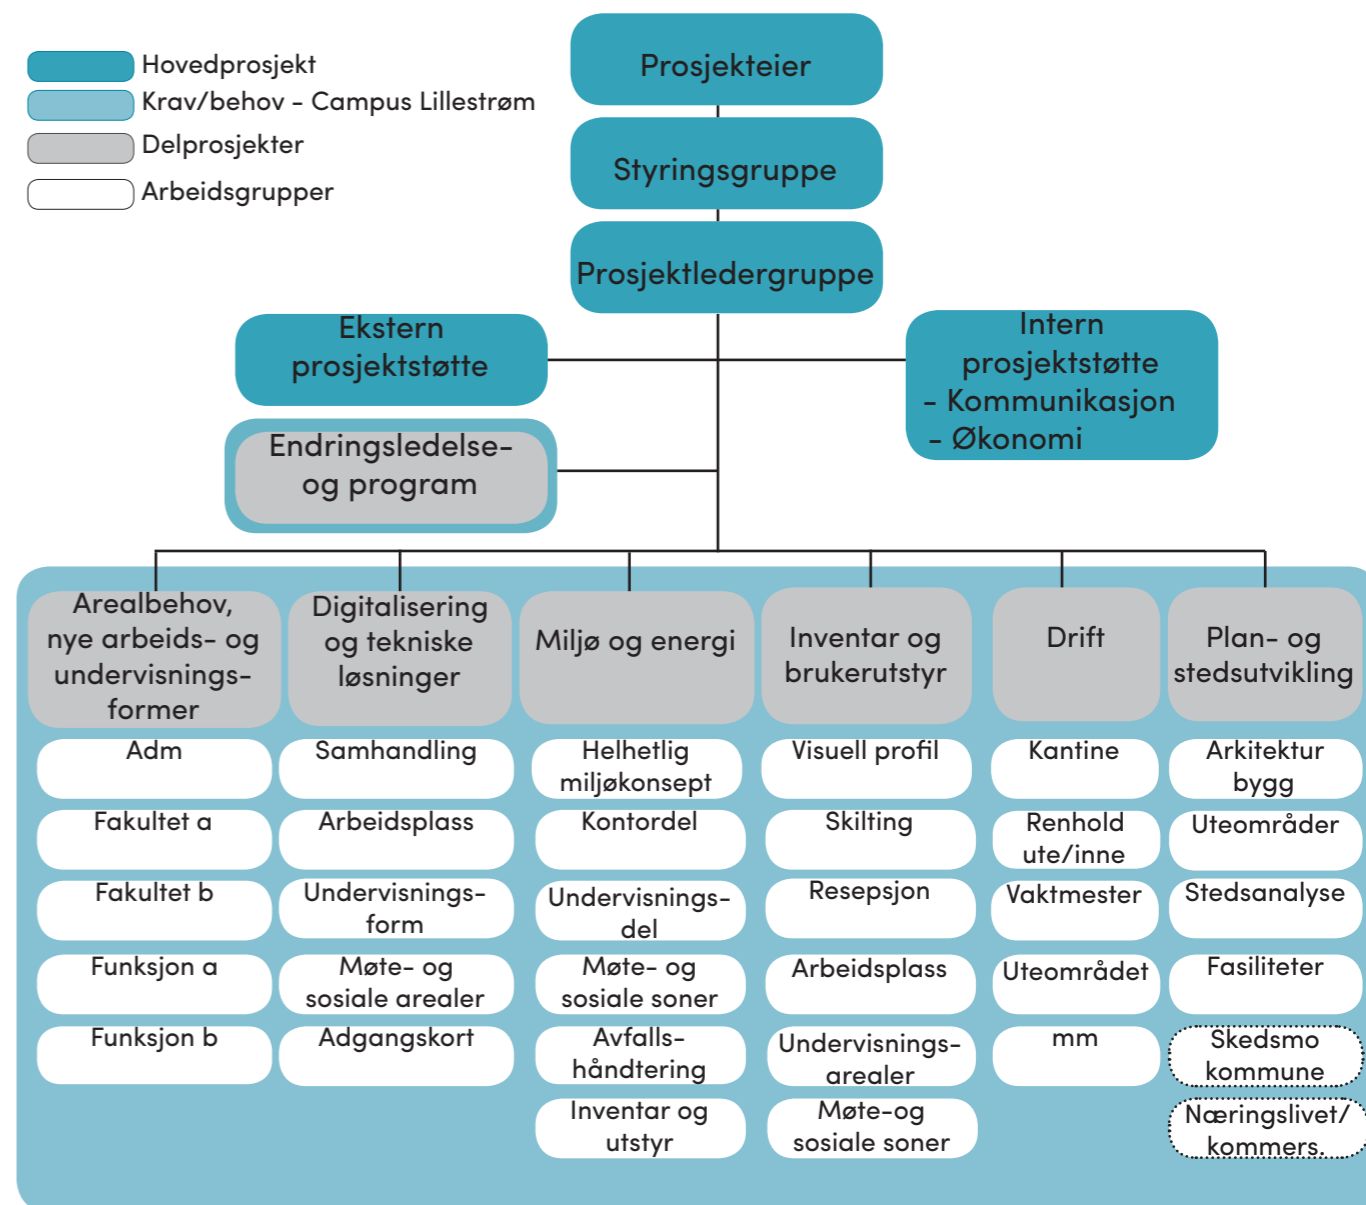 Hovedprosjekt
Krav/behov - Campus Lillestrøm
Delprosjekter
Arbeidsgrupper
Prosjekteier
Styringsgruppe
Prosjektledergruppe
Ekstern
prosjektstøtte
Intern
prosjektstøtte
- Kommunikasjon
- Økonomi
Endringsledelse-
og program
Arealbehov,
nye arbeids- og
undervisnings-
former
Adm
Fakultet a
Fakultet b
Funksjon a
Funksjon b
Digitalisering
og tekniske
løsninger
Samhandling
Arbeidsplass
Undervisnings-
form
Møte- og
sosiale arealer
Adgangskort
Miljø og energi
Helhetlig
miljøkonsept
Kontordel
Undervisnings-
del
Møte- og
sosiale soner
Avfalls-
håndtering
Inventar og
utstyr
Inventar og
brukerutstyr
Visuell profil
Skilting
Resepsjon
Arbeidsplass
Undervisnings-
arealer
Møte-og
sosiale soner
Drift
Kantine
Renhold
ute/inne
Vaktmester
Uteområdet
mm
Plan- og
stedsutvikling
Arkitektur
bygg
Uteområder
Stedsanalyse
Fasiliteter
Skedsmo
kommune
Næringslivet/
kommers.